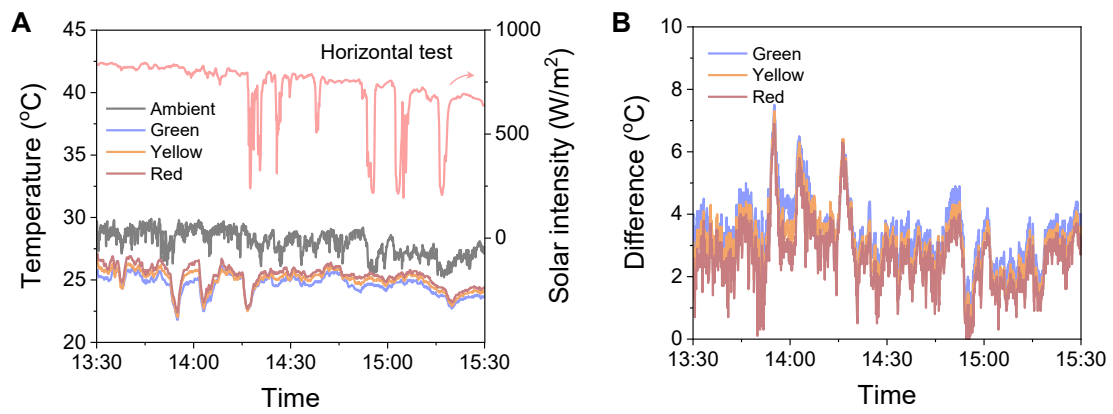 A
Horizontal test
Ambient
Green
Yellow
Red
Temperature (°C)
45
40
35
30
25
20
13:30
14:00
14:30
15:00
15:30
Time
1000
500
0
Solar intensity (W/m²)
B
Green
Yellow
Red
Difference (°C)
10
8
6
4
2
0
13:30
14:00
14:30
15:00
15:30
Time